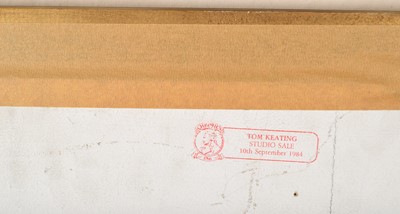 TOM KEATING
STUDIO SALE
10th September 1984